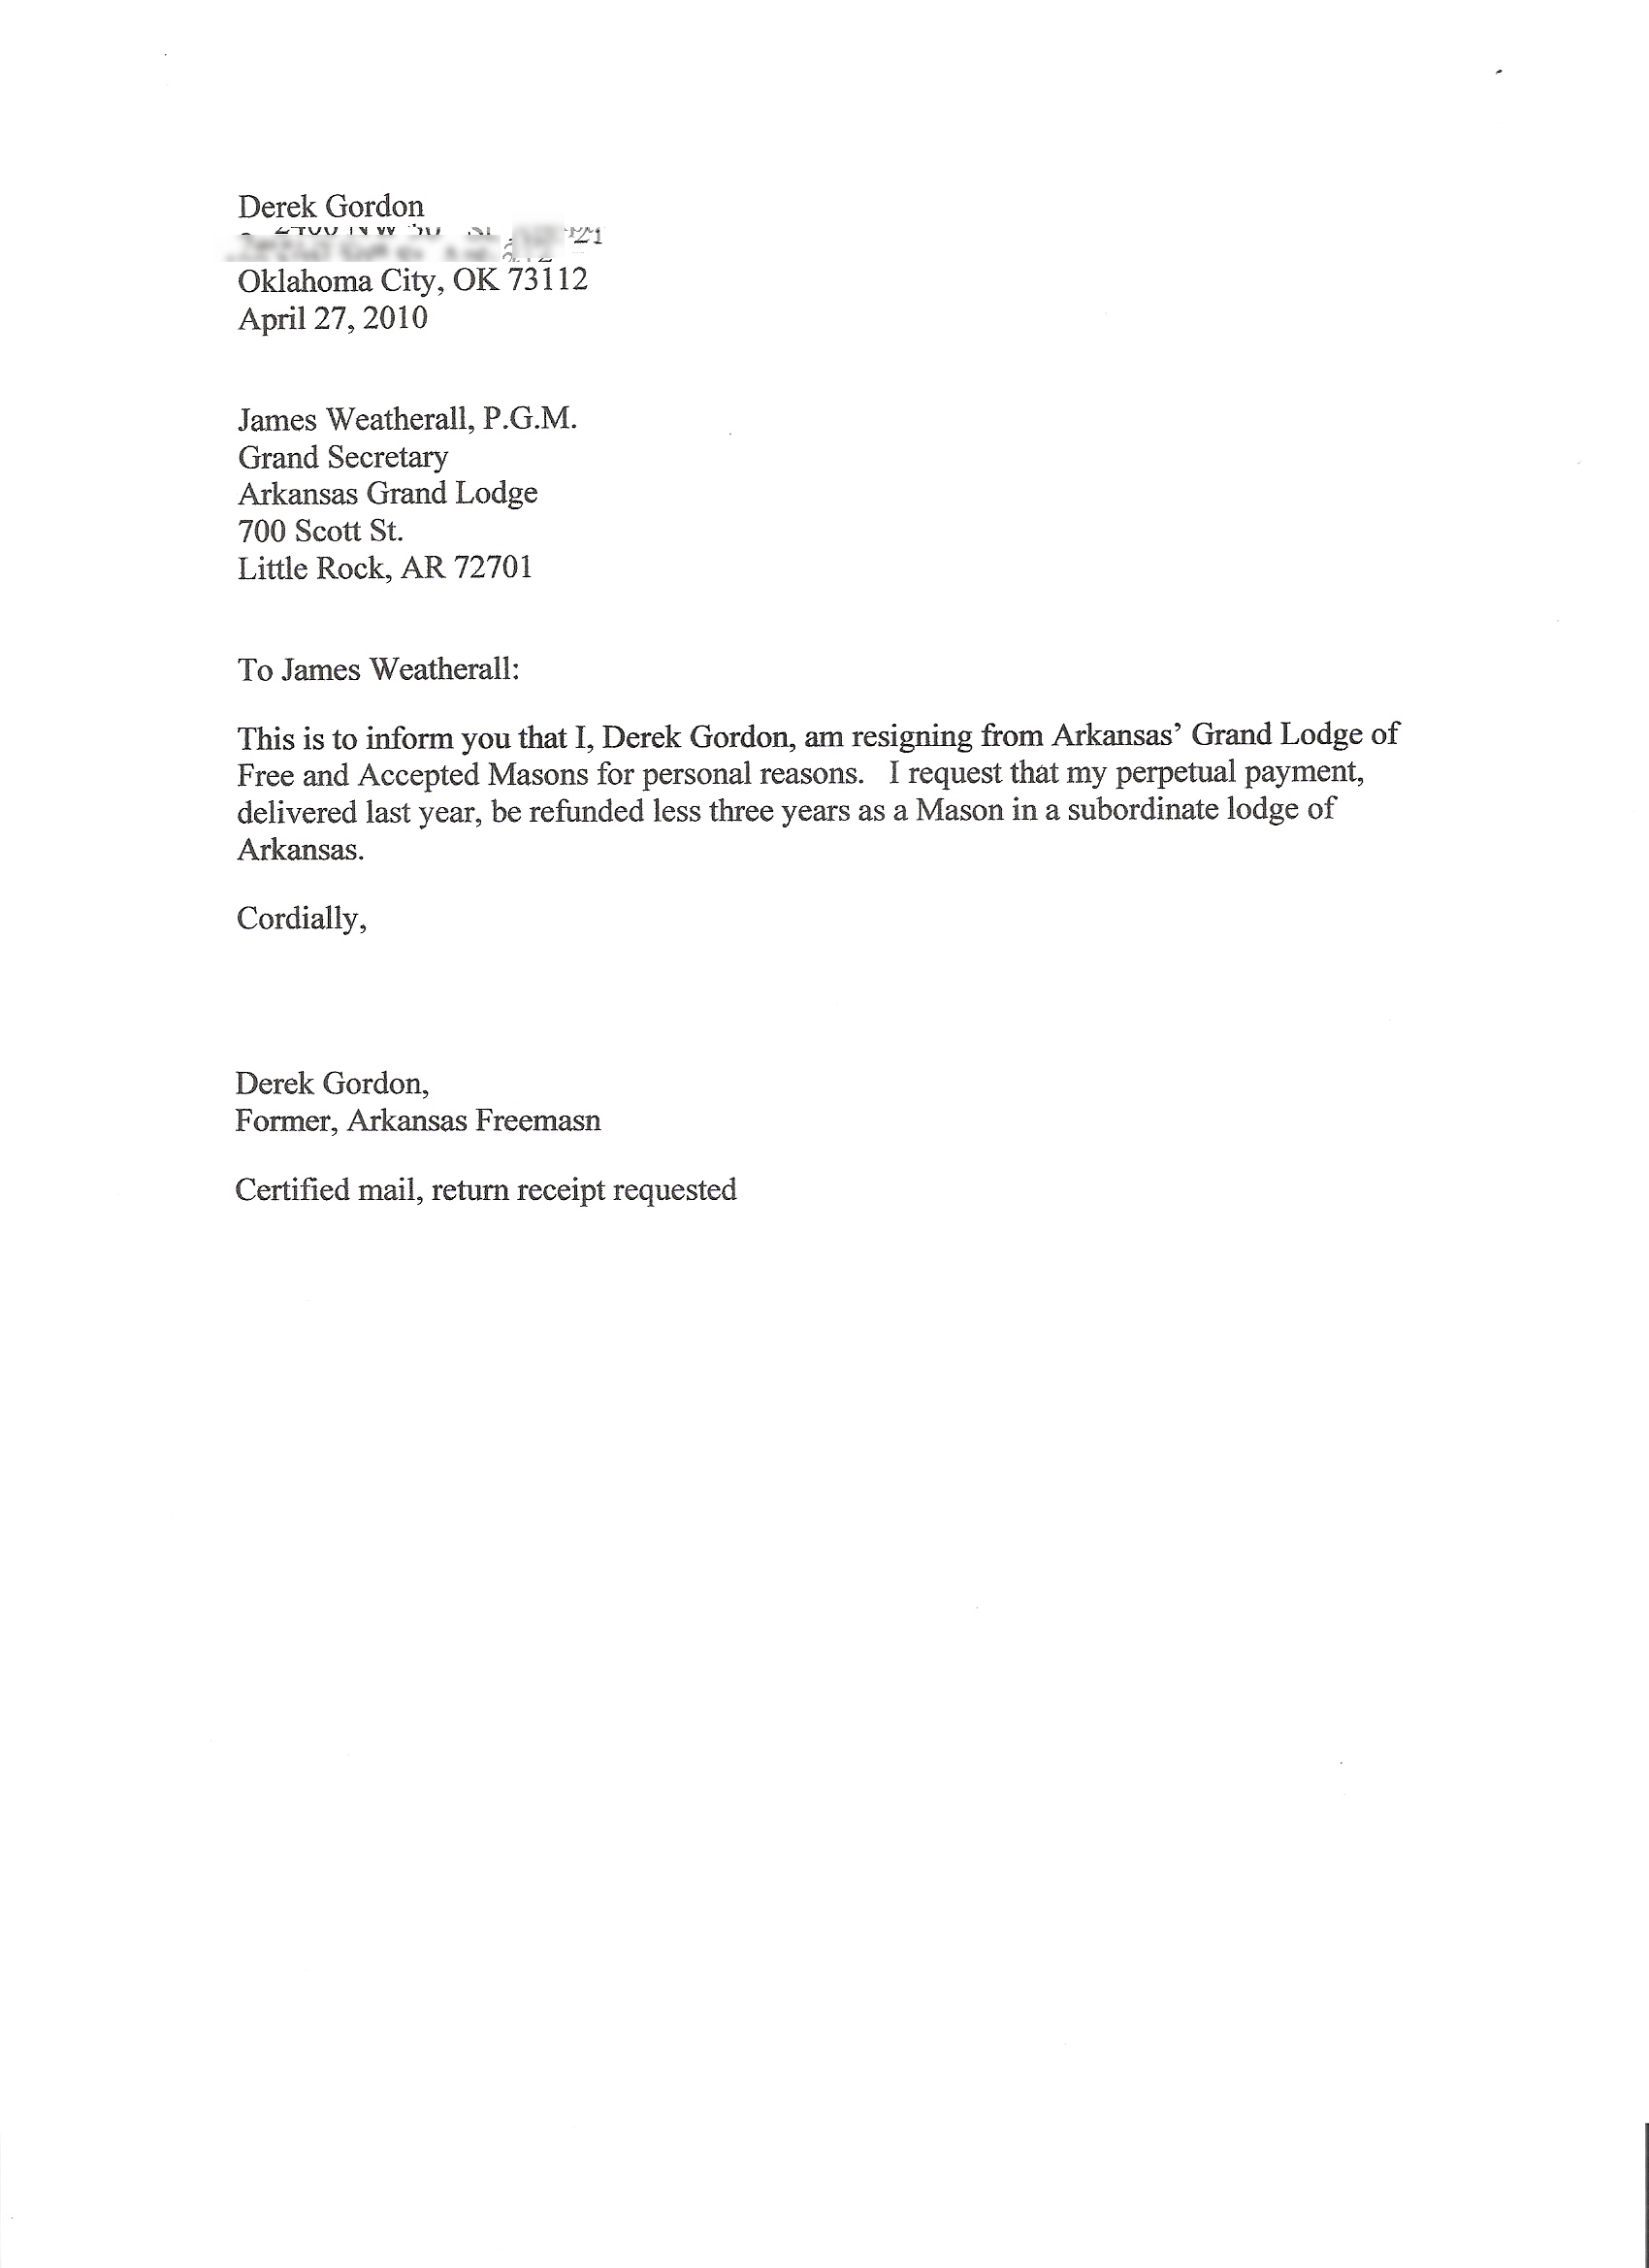 Derek Gordon
Oklahoma City, OK 73112
April 27, 2010
James Weatherall, P.G.M.
Grand Secretary
Arkansas Grand Lodge
700 Scott St.
Little Rock, AR 72701
To James Weatherall:
This is to inform you that I, Derek Gordon, am resigning from Arkansas’ Grand Lodge of
Free and Accepted Masons for personal reasons.   I request that my perpetual payment,
delivered last year, be refunded less three years as a Mason in a subordinate lodge of
Arkansas.
Cordially,
Derek Gordon,
Former, Arkansas Freemasn
Certified mail, return receipt requested